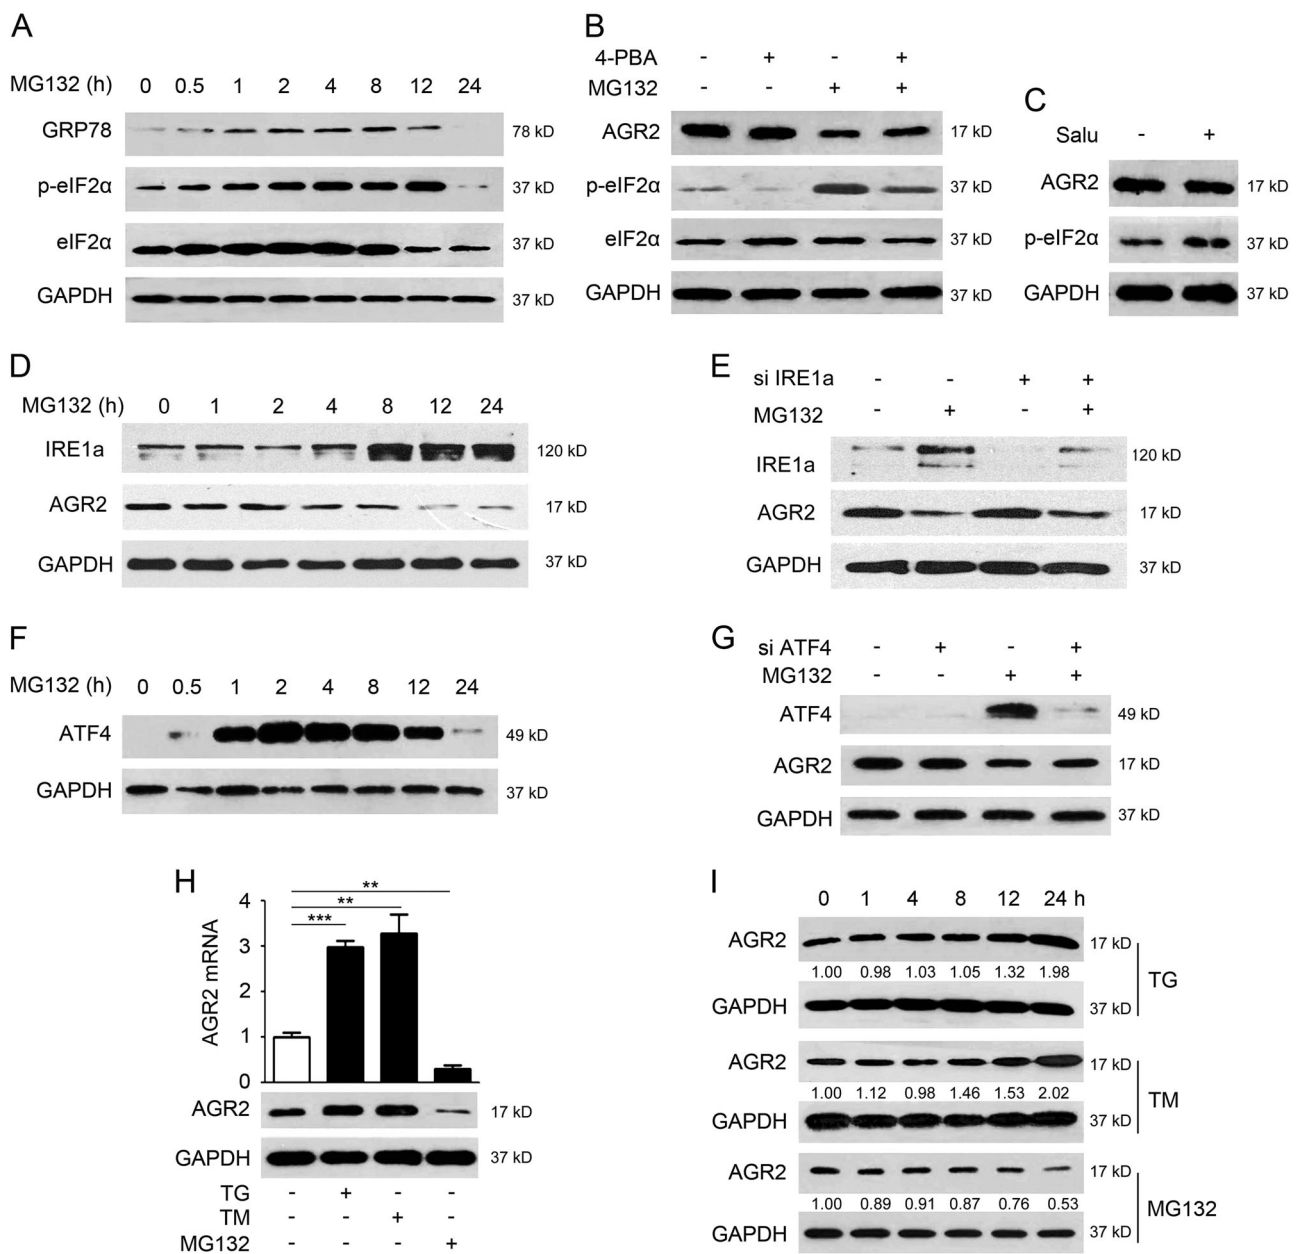 A
MG132 (h) 0 0.5 1 2 4 8 12 24
GRP78 78 kD
p-eIF2α 37 kD
eIF2α 37 kD
GAPDH 37 kD
B
4-PBA - + - +
MG132 - - + +
AGR2 17 kD
p-eIF2α 37 kD
eIF2α 37 kD
GAPDH 37 kD
C
Salu - +
AGR2 17 kD
p-eIF2α 37 kD
GAPDH 37 kD
D
MG132 (h) 0 1 2 4 8 12 24
IRE1a 120 kD
AGR2 17 kD
GAPDH 37 kD
E
si IRE1a - - + +
MG132 - + - +
IRE1a 120 kD
AGR2 17 kD
GAPDH 37 kD
F
MG132 (h) 0 0.5 1 2 4 8 12 24
ATF4 49 kD
GAPDH 37 kD
G
si ATF4 - + - +
MG132 - - + +
ATF4 49 kD
AGR2 17 kD
GAPDH 37 kD
H
AGR2 mRNA
4
3
2
1
0
**
**
***
AGR2 17 kD
GAPDH 37 kD
TG - + - -
TM - - + -
MG132 - - - +
I
0 1 4 8 12 24 h
AGR2 17 kD
1.00 0.98 1.03 1.05 1.32 1.98
TG
GAPDH 37 kD
AGR2 17 kD
1.00 1.12 0.98 1.46 1.53 2.02
TM
GAPDH 37 kD
AGR2 17 kD
1.00 0.89 0.91 0.87 0.76 0.53
MG132
GAPDH 37 kD